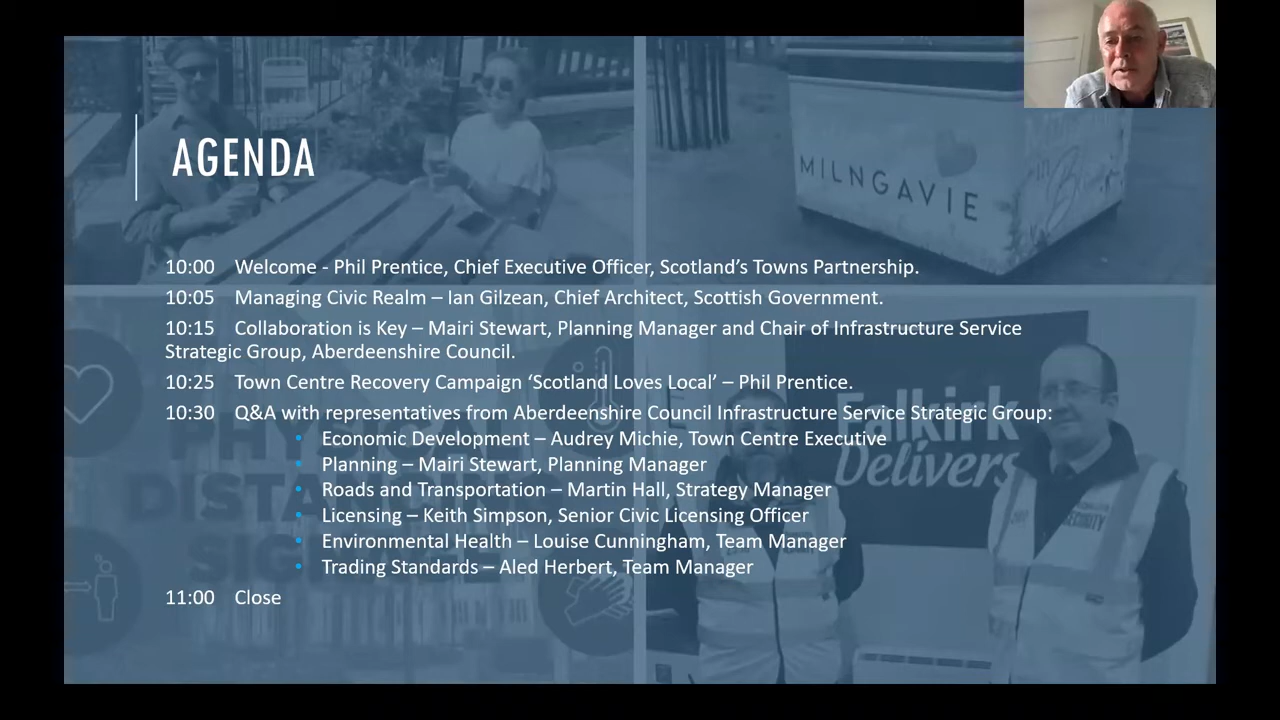 AGENDA
MILNGAVIE
in Bloom
10:00 Welcome - Phil Prentice, Chief Executive Officer, Scotland’s Towns Partnership.
10:05 Managing Civic Realm – Ian Gilzean, Chief Architect, Scottish Government.
10:15 Collaboration is Key – Mairi Stewart, Planning Manager and Chair of Infrastructure Service
Strategic Group, Aberdeenshire Council.
10:25 Town Centre Recovery Campaign ‘Scotland Loves Local’ – Phil Prentice.
10:30 Q&A with representatives from Aberdeenshire Council Infrastructure Service Strategic Group:
• Economic Development – Audrey Michie, Town Centre Executive
• Planning – Mairi Stewart, Planning Manager
• Roads and Transportation – Martin Hall, Strategy Manager
• Licensing – Keith Simpson, Senior Civic Licensing Officer
• Environmental Health – Louise Cunningham, Team Manager
• Trading Standards – Aled Herbert, Team Manager
11:00 Close
Falkirk
Delivers
SECURITY